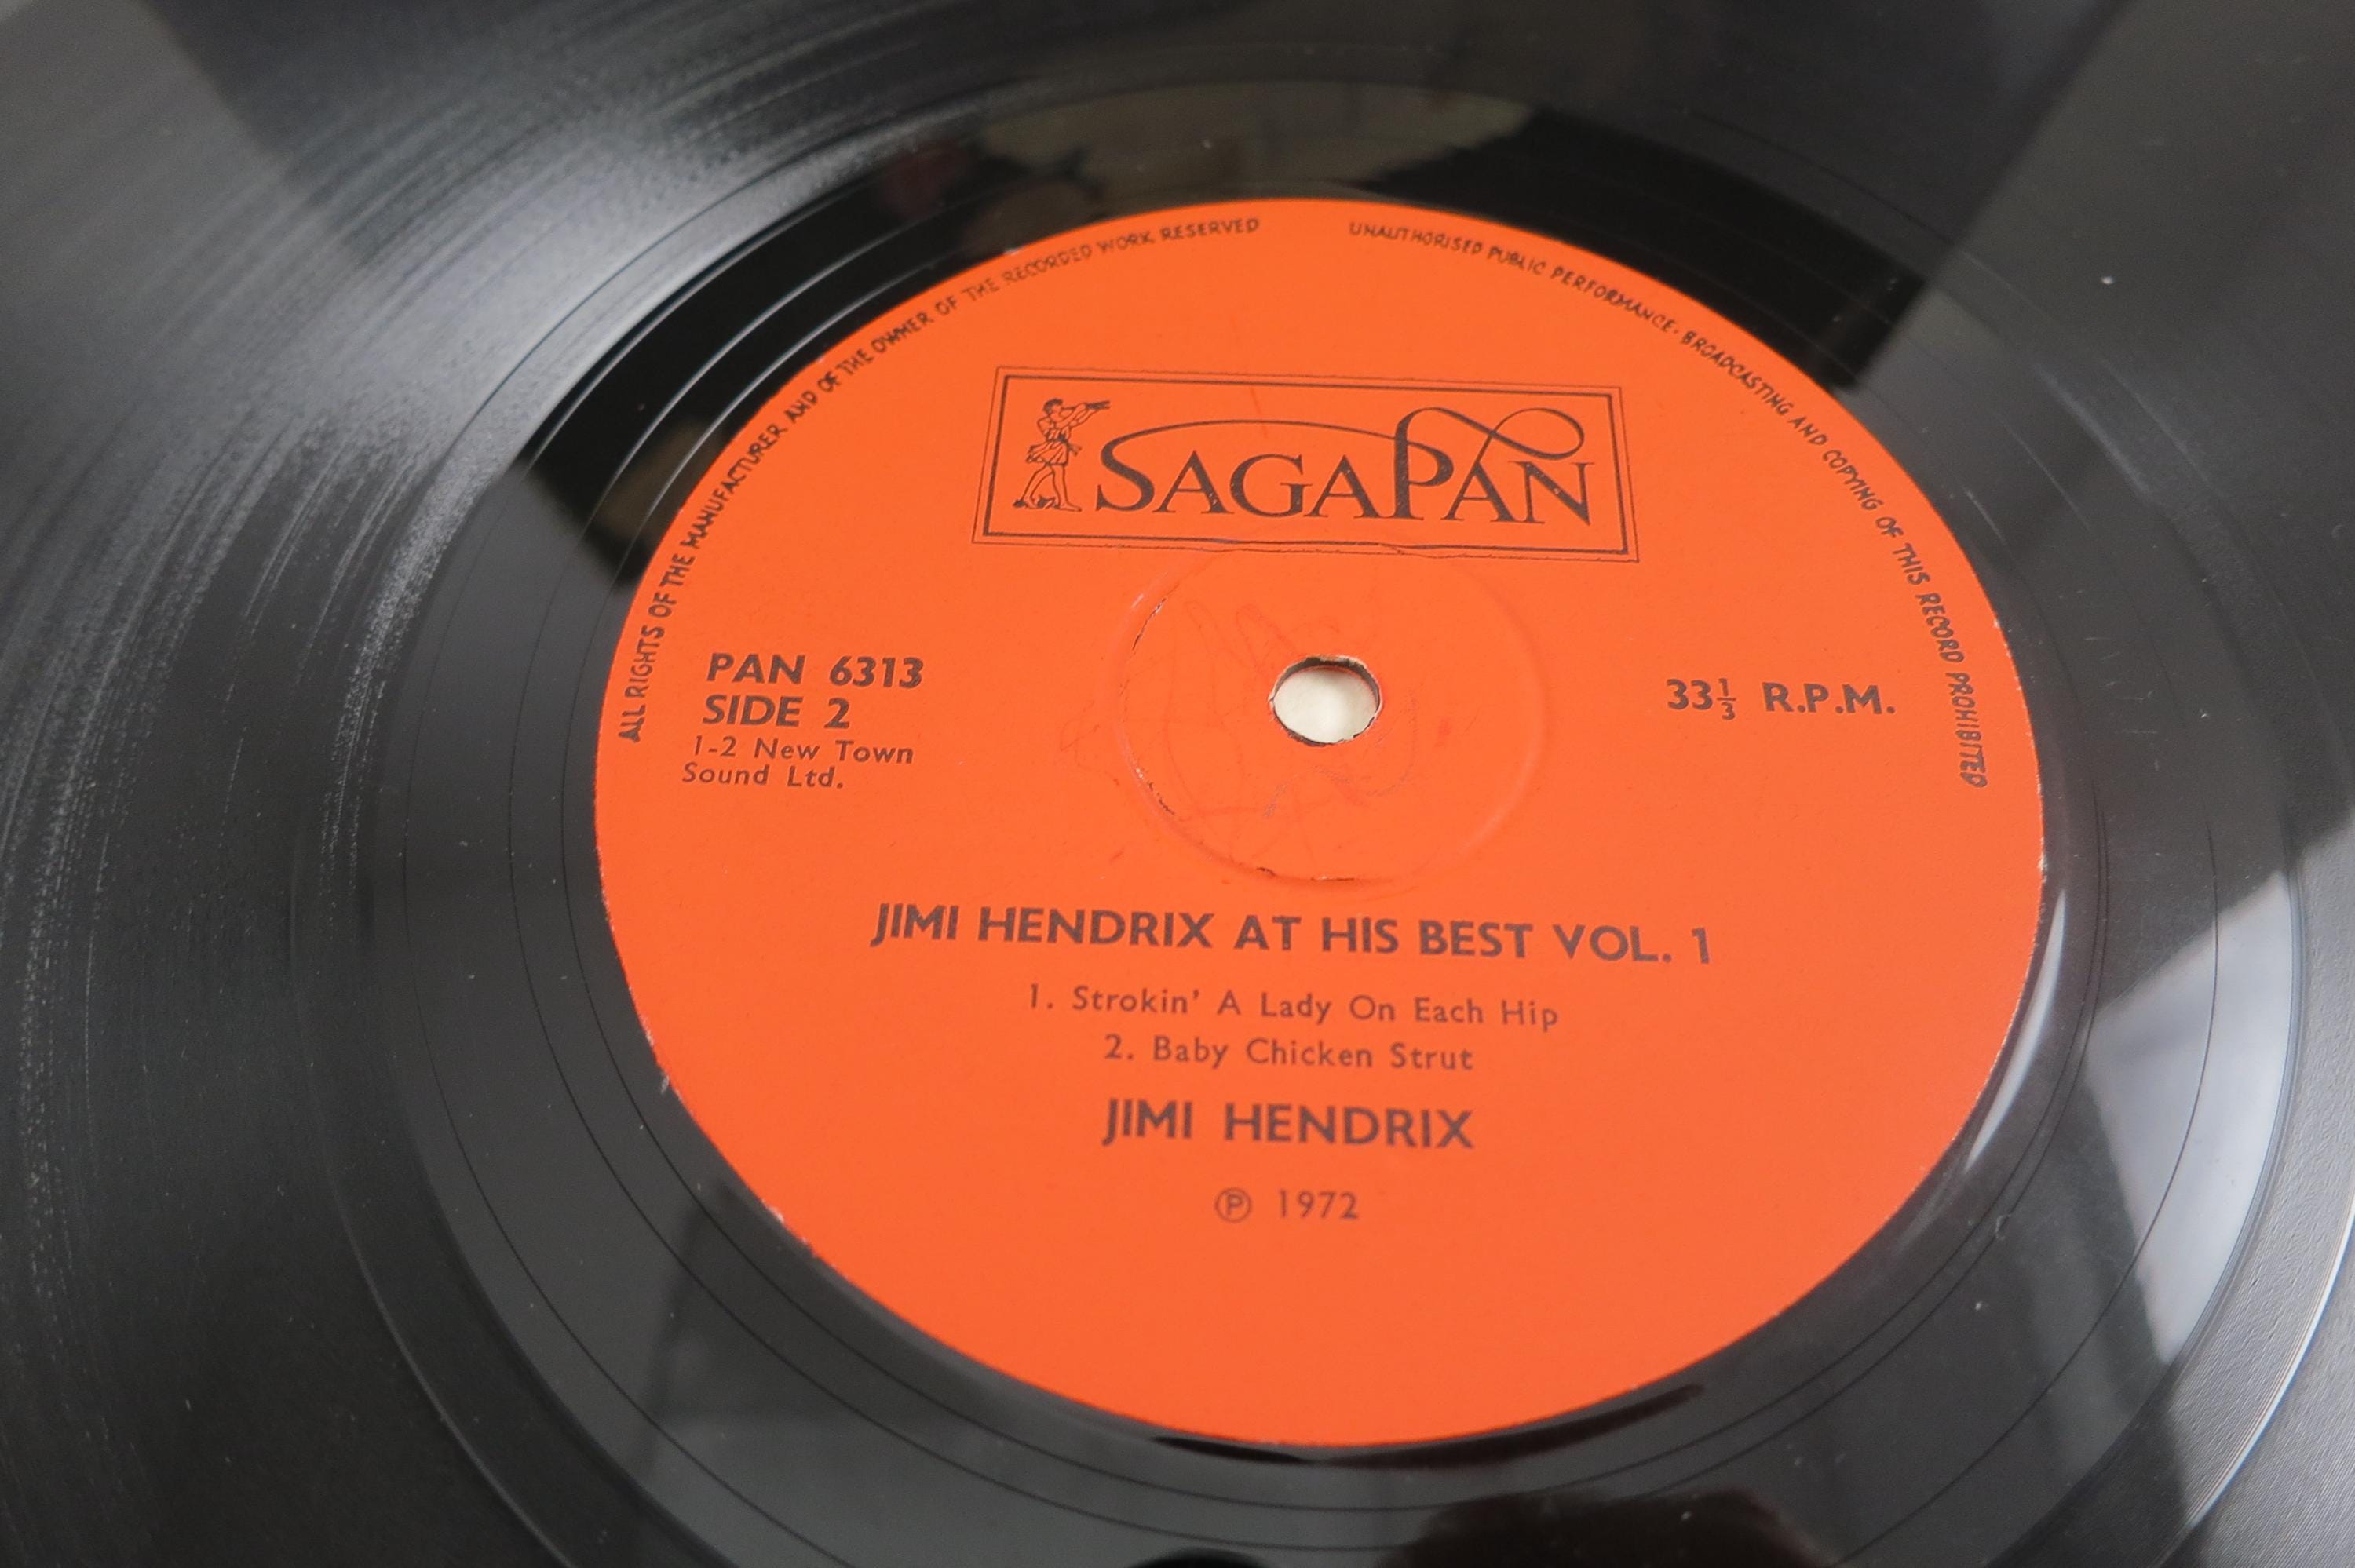 ALL RIGHTS OF THE MANUFACTURER AND OF THE OWNER OF THE RECORDED WORK RESERVED
UNAUTHORISED PUBLIC PERFORMANCE, BROADCASTING AND COPYING OF THIS RECORD PROHIBITED
SAGAPAN
PAN 6313
SIDE 2
1-2 New Town
Sound Ltd.
33⅓ R.P.M.
JIMI HENDRIX AT HIS BEST VOL. 1
1. Strokin' A Lady On Each Hip
2. Baby Chicken Strut
JIMI HENDRIX
℗ 1972